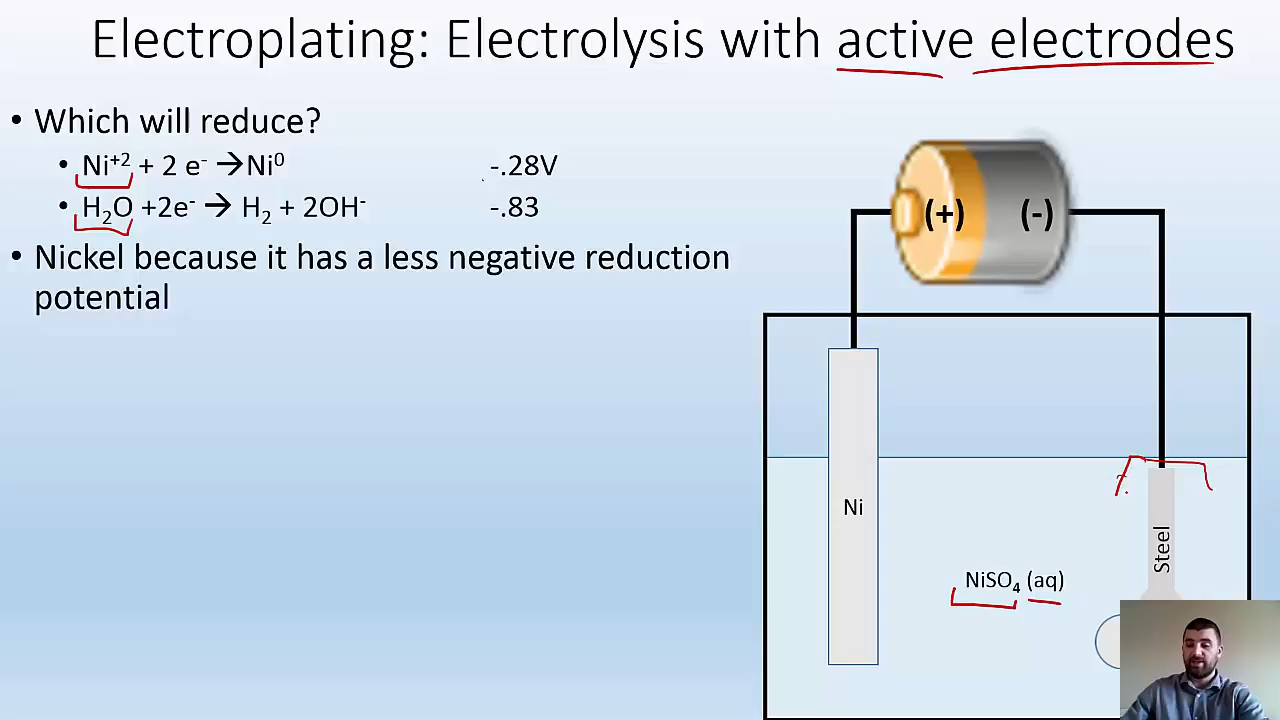 Electroplating: Electrolysis with active electrodes
• Which will reduce?
• Ni⁺² + 2 e⁻ →Ni⁰ -.28V
• H₂O +2e⁻ → H₂ + 2OH⁻ -.83
• Nickel because it has a less negative reduction
potential
(+) (-)
Ni
Steel
NiSO₄ (aq)